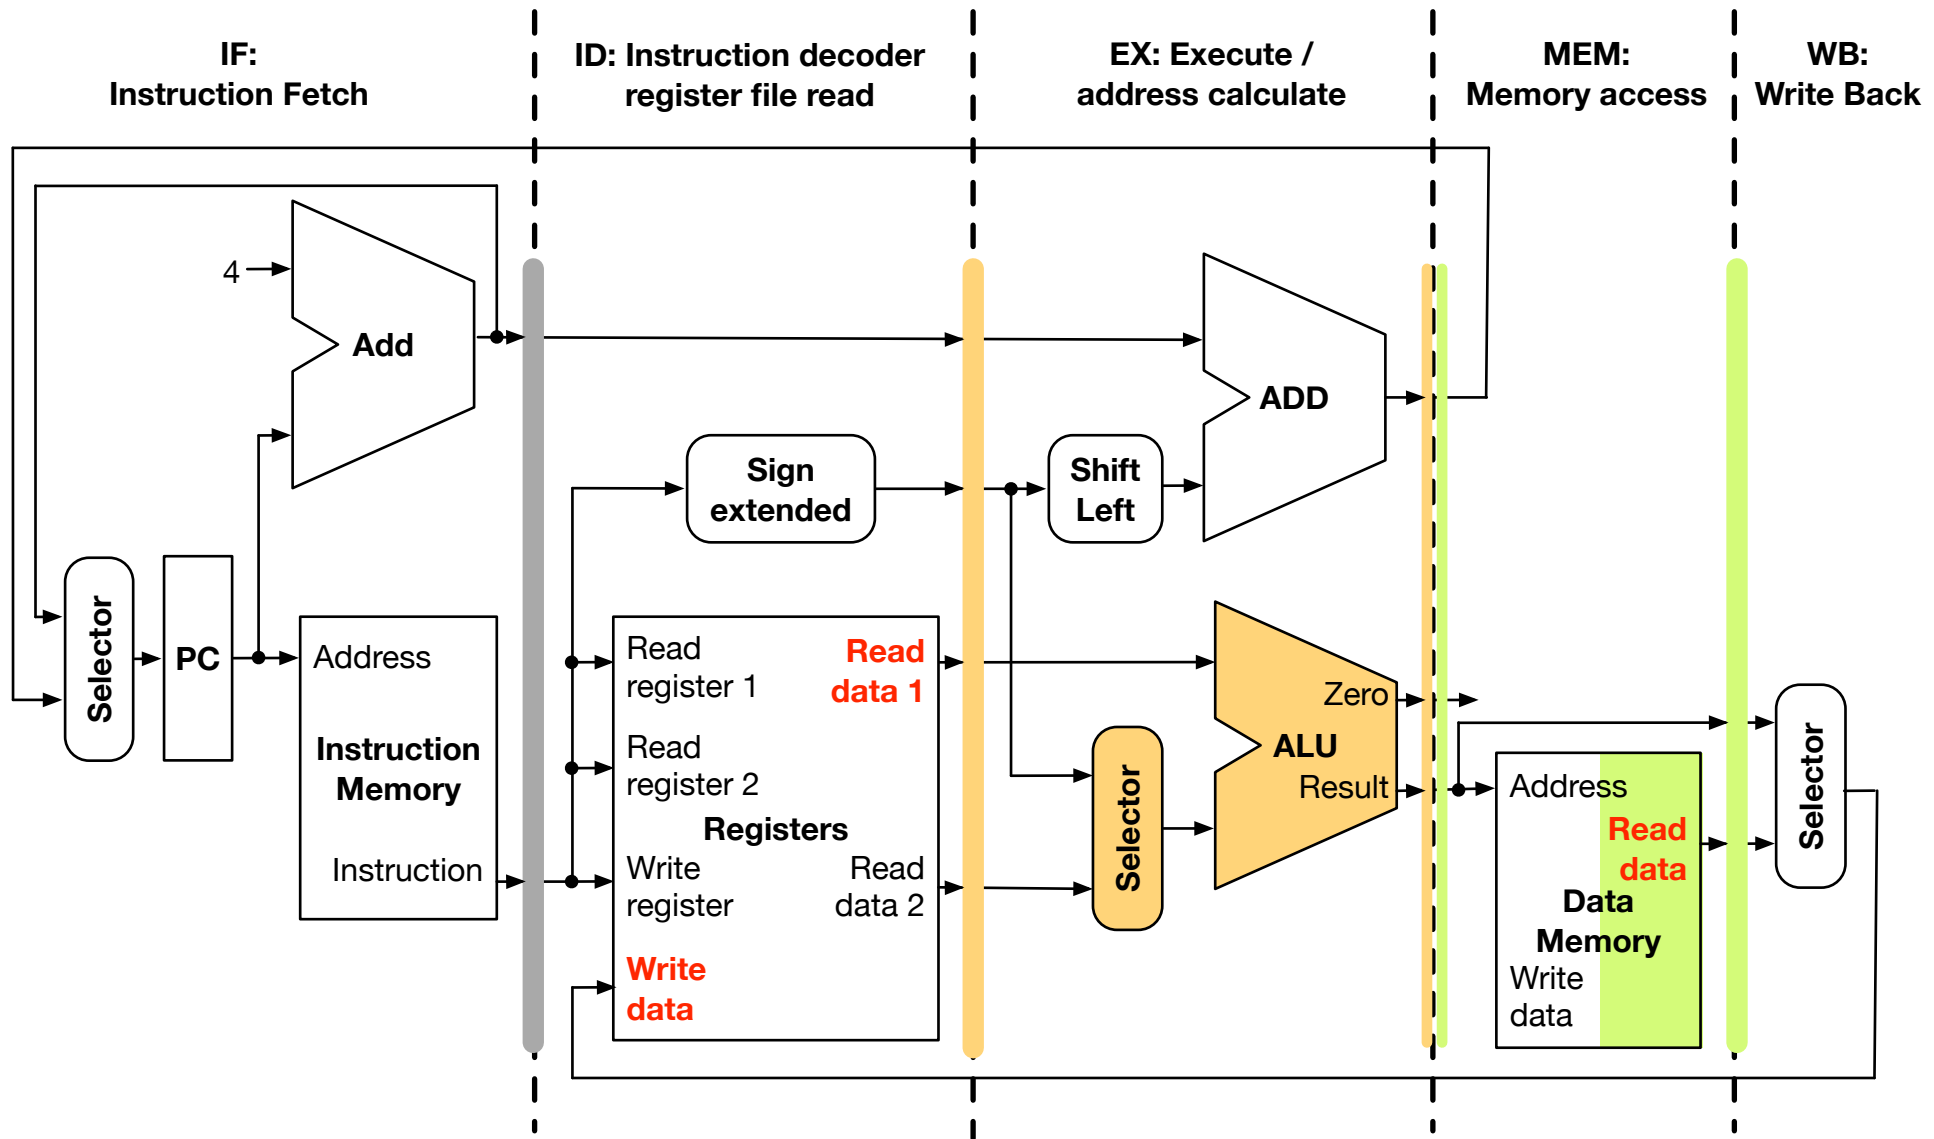 IF:
Instruction Fetch
ID: Instruction decoder
register file read
EX: Execute /
address calculate
MEM:
Memory access
WB:
Write Back
4
Add
ADD
Sign
extended
Shift
Left
Selector
PC
Address
Instruction
Memory
Instruction
Read
register 1
Read
data 1
Read
register 2
Registers
Write
register
Read
data 2
Write
data
Selector
Zero
ALU
Result
Address
Read
data
Data
Memory
Write
data
Selector